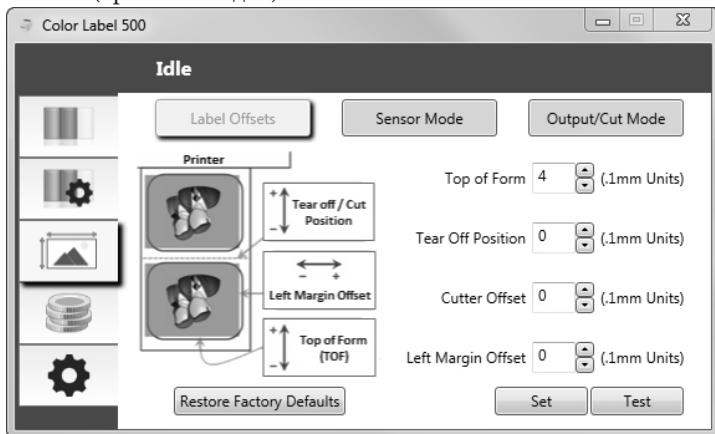 Color Label 500
Idle
Label Offsets
Sensor Mode
Output/Cut Mode
Printer
+
−
Tear off / Cut
Position
− +
Left Margin Offset
+
−
Top of Form
(TOF)
Top of Form 4 (.1mm Units)
Tear Off Position 0 (.1mm Units)
Cutter Offset 0 (.1mm Units)
Left Margin Offset 0 (.1mm Units)
Restore Factory Defaults
Set
Test